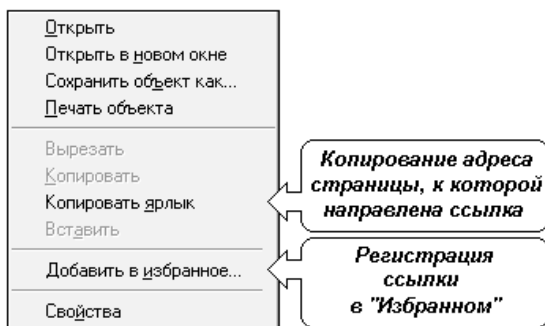 Открыть
Открыть в новом окне
Сохранить объект как...
Печать объекта
Вырезать
Копировать
Копировать ярлык
Вставить
Добавить в избранное...
Свойства
Копирование адреса
страницы, к которой
направлена ссылка
Регистрация
ссылки
в "Избранном"